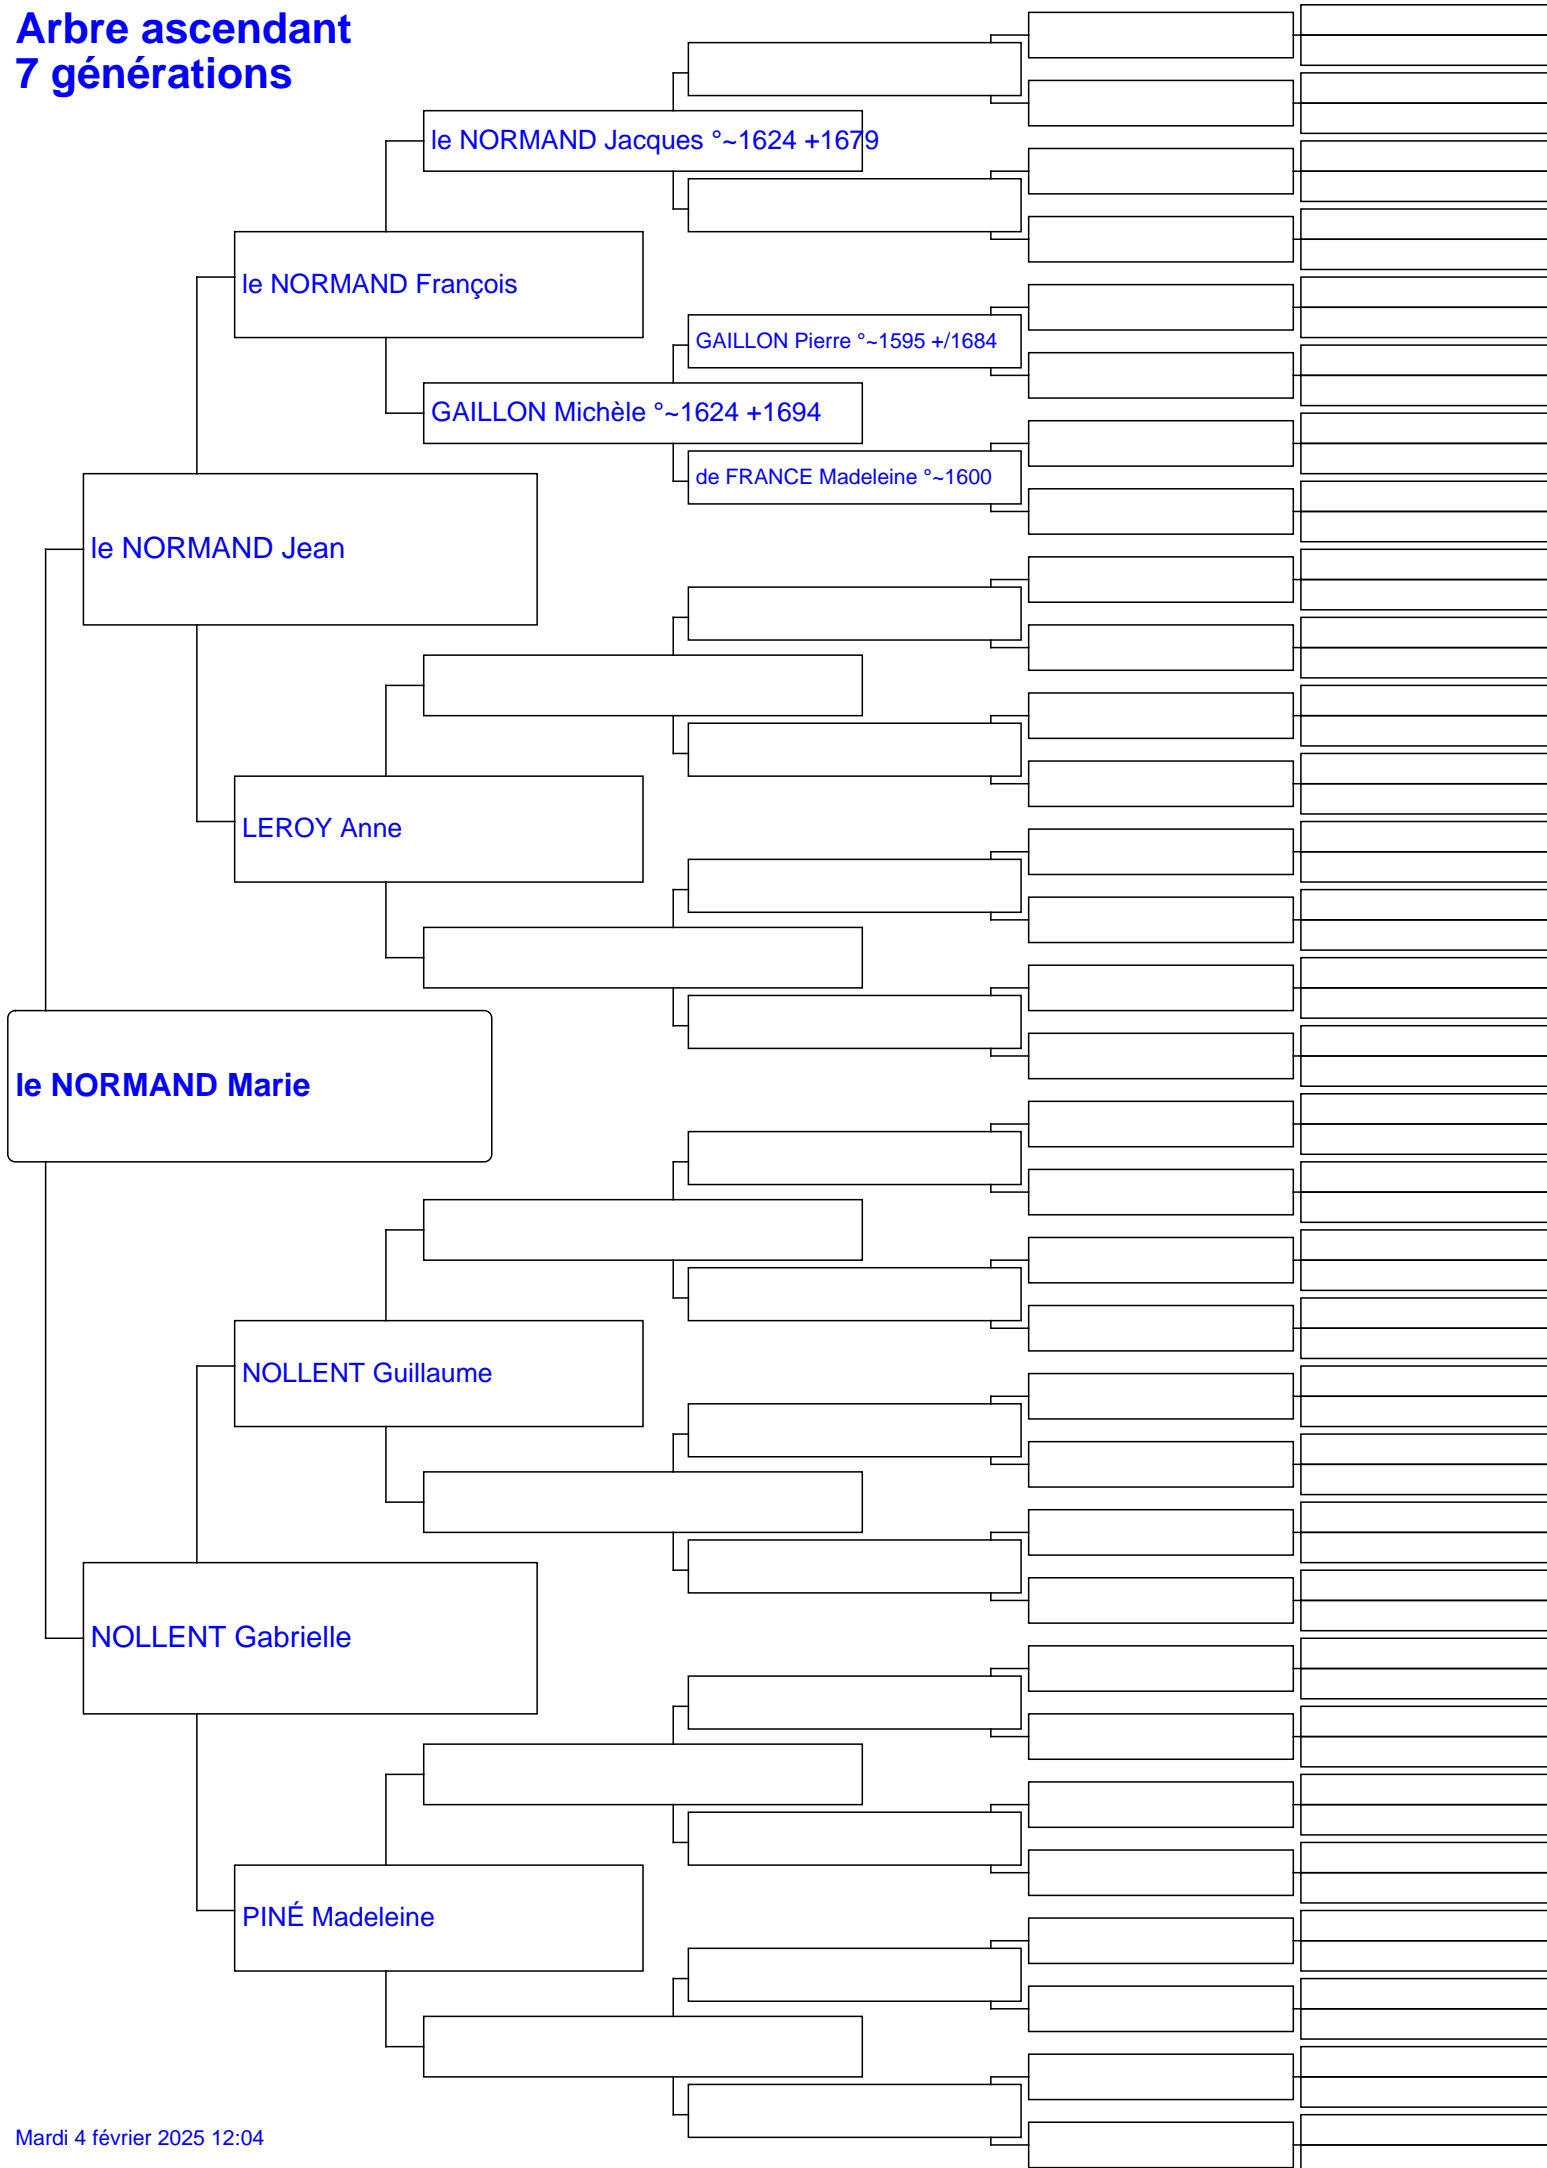 Arbre ascendant
7 générations
le NORMAND Jacques °~1624 +1679
le NORMAND François
GAILLON Pierre °~1595 +/1684
GAILLON Michèle °~1624 +1694
de FRANCE Madeleine °~1600
le NORMAND Jean
LEROY Anne
le NORMAND Marie
NOLLENT Guillaume
NOLLENT Gabrielle
PINÉ Madeleine
Mardi 4 février 2025 12:04